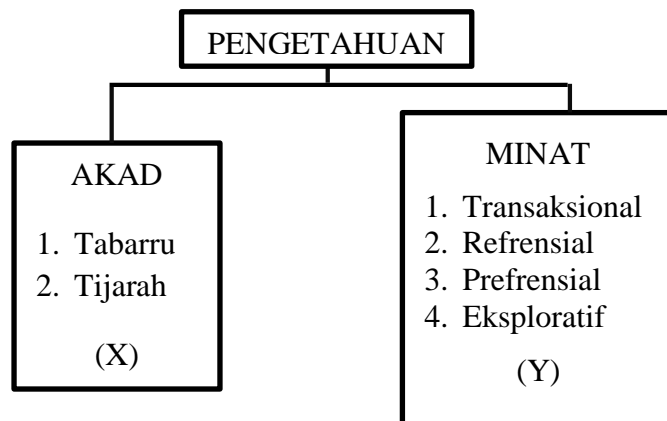 PENGETAHUAN
AKAD
1. Tabarru
2. Tijarah
(X)
MINAT
1. Transaksional
2. Refrensial
3. Prefrensial
4. Eksploratif
(Y)